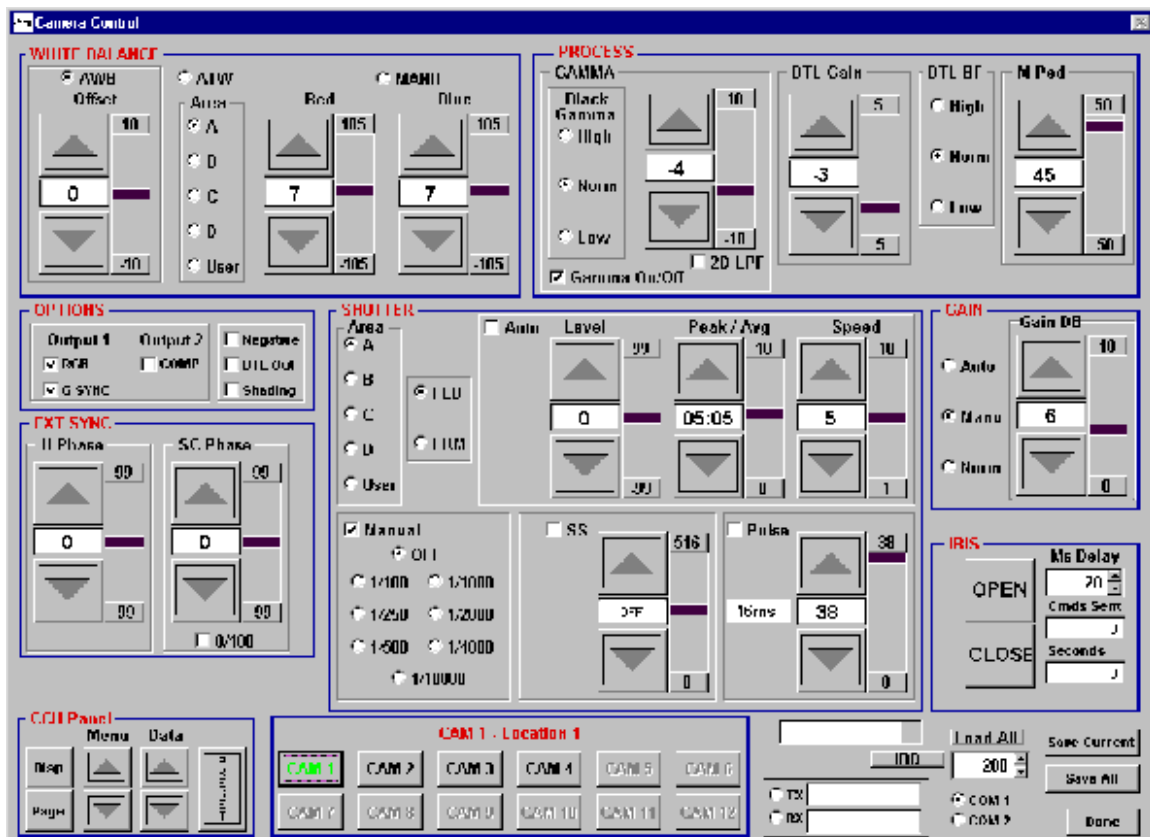 Camera Control
WHITE BALANCE
AWB
ATW
MANU
Offset
10
0
-10
Area
A
B
C
D
User
Red
105
7
-105
Blue
105
7
-105
PROCESS
GAMMA
Black Gamma
High
Norm
Low
10
-4
-10
2D LPF
Gamma On/Off
DTL Gain
5
-3
5
DTL BF
High
Norm
Low
M Ped
50
45
50
OPTIONS
Output 1
RGB
G SYNC
Output 2
COMP
Negative
DTL Out
Shading
EXT SYNC
H Phase
99
0
99
SC Phase
99
0
99
0/100
SHUTTER
Area
A
B
C
D
User
FLD
FRM
Auto
Level
99
0
-99
Peak / Avg
10
05:05
0
Speed
10
5
1
Manual
OFF
1/100
1/1000
1/250
1/2000
1/500
1/4000
1/10000
SS
516
OFF
0
Pulse
38
16ms
38
0
GAIN
Auto
Manu
Norm
Gain DB
10
6
0
IRIS
OPEN
CLOSE
Ms Delay
20
Cmds Sent
Seconds
CCU Panel
Menu
Data
Disp
Page
CAM 1 - Location 1
CAM 1
CAM 2
CAM 3
CAM 4
CAM 5
CAM 6
CAM 7
CAM 8
CAM 9
CAM 10
CAM 11
CAM 12
TX
RX
Load All
200
COM 1
COM 2
Save Current
Save All
Done